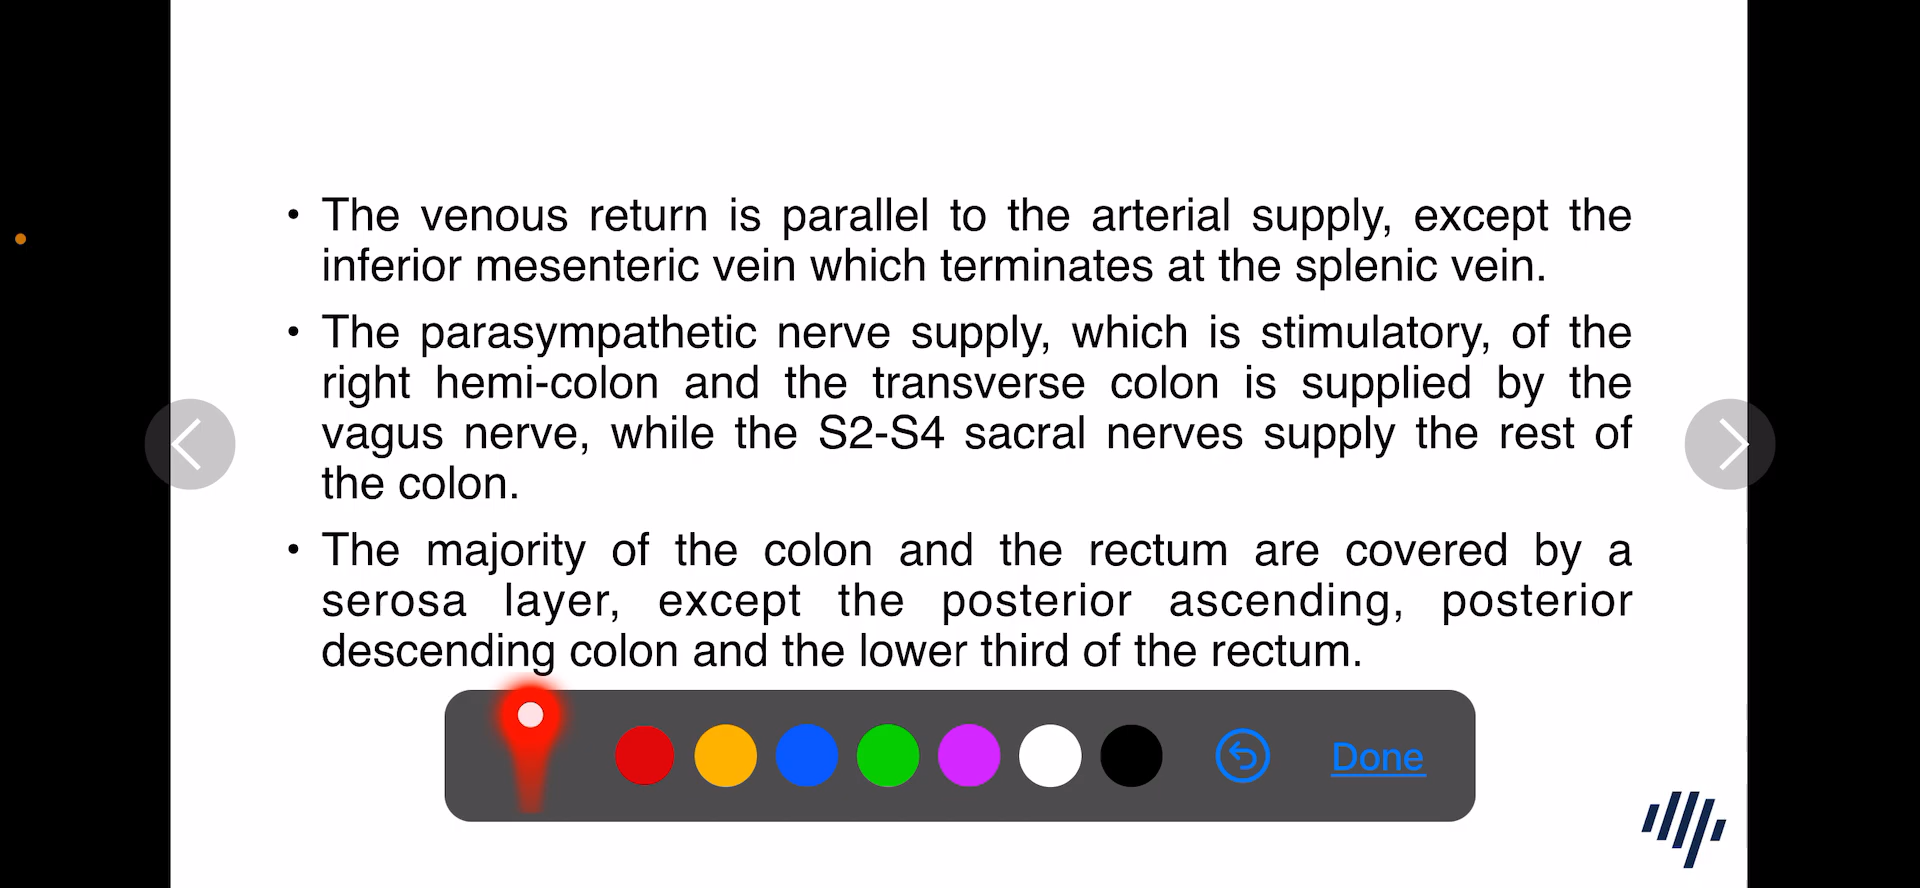 • The venous return is parallel to the arterial supply, except the
inferior mesenteric vein which terminates at the splenic vein.
• The parasympathetic nerve supply, which is stimulatory, of the
right hemi-colon and the transverse colon is supplied by the
vagus nerve, while the S2-S4 sacral nerves supply the rest of
the colon.
• The majority of the colon and the rectum are covered by a
serosa layer, except the posterior ascending, posterior
descending colon and the lower third of the rectum.
Done